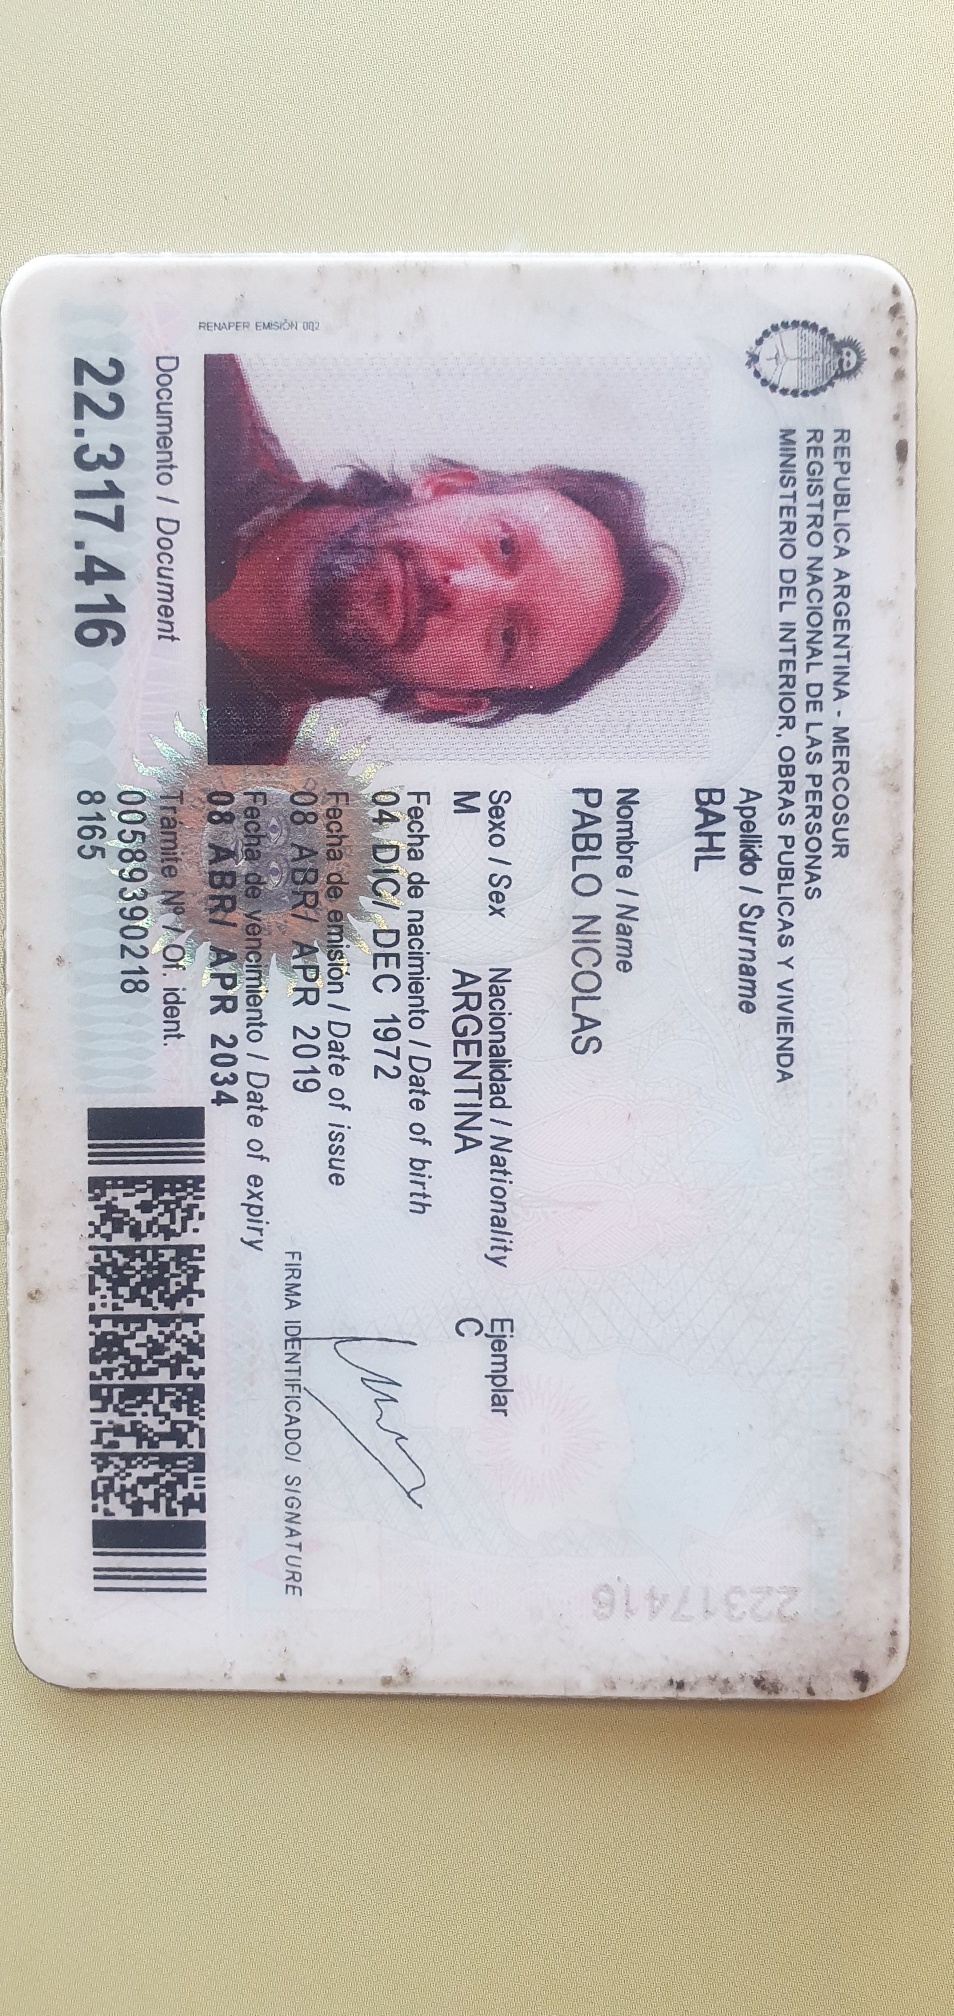 REPUBLICA ARGENTINA - MERCOSUR
REGISTRO NACIONAL DE LAS PERSONAS
MINISTERIO DEL INTERIOR, OBRAS PUBLICAS Y VIVIENDA
Apellido / Surname
BAHL
Nombre / Name
PABLO NICOLAS
Sexo / Sex Nacionalidad / Nationality Ejemplar
M ARGENTINA C
Fecha de nacimiento / Date of birth
04 DIC/ DEC 1972
Fecha de emisión / Date of issue
08 ABR/ APR 2019
Fecha de vencimiento / Date of expiry
08 ABR/ APR 2034
FIRMA IDENTIFICADO/ SIGNATURE
Trámite Nº / Of. ident.
00589390218
8165
RENAPER EMISIÓN 002
Documento / Document
22.317.416
22317416